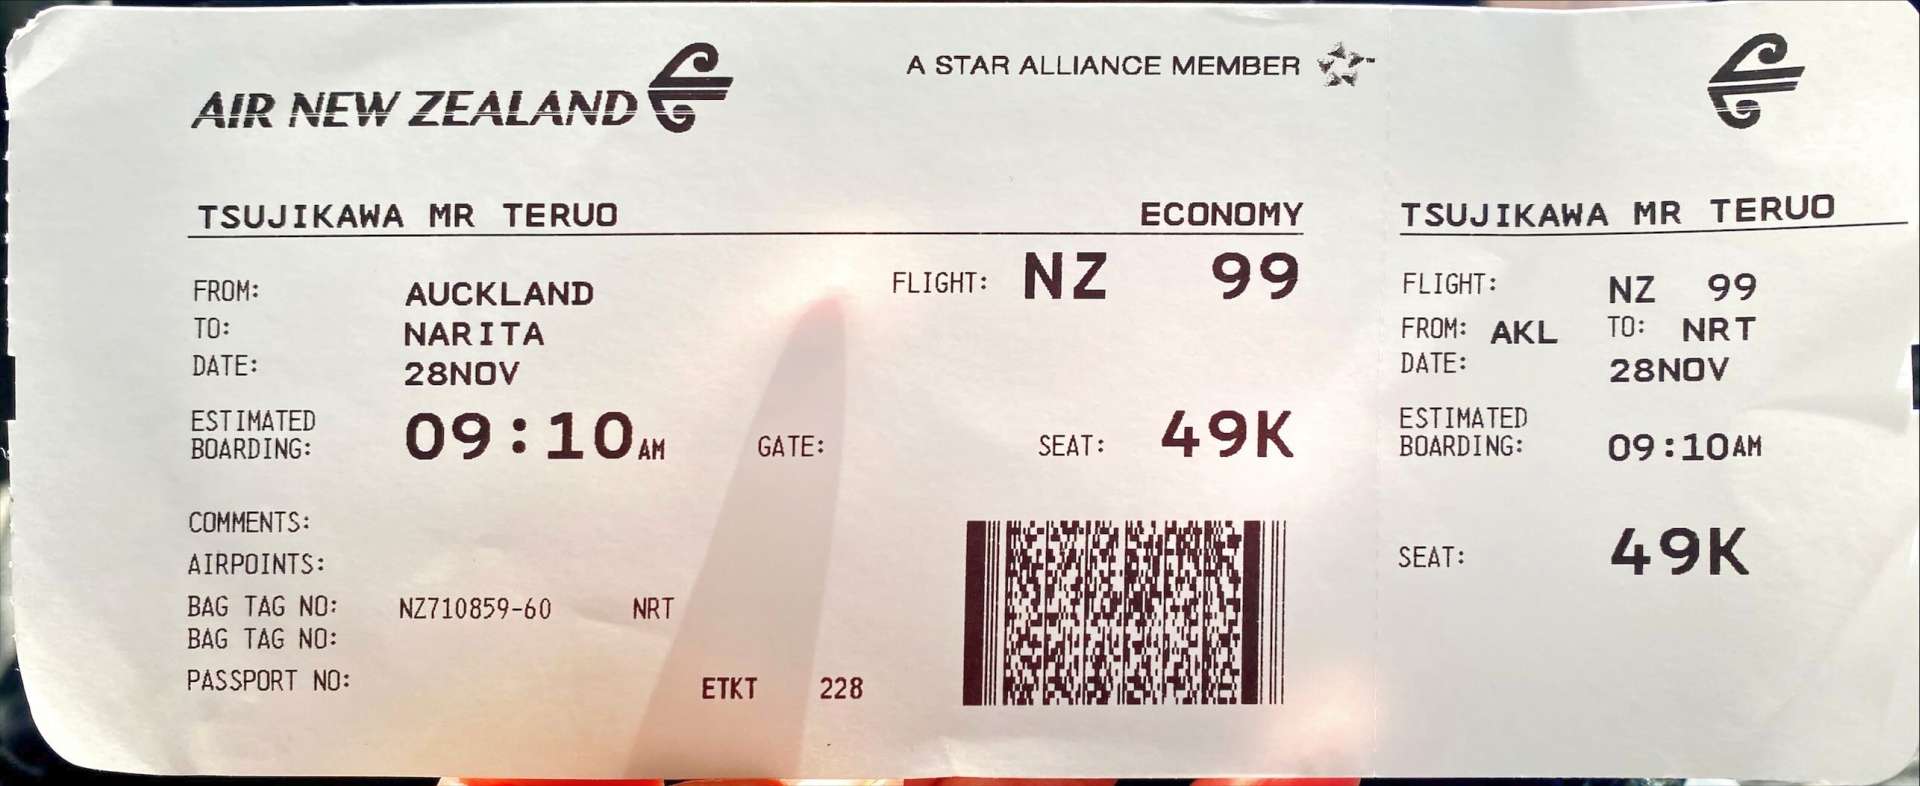 AIR NEW ZEALAND
A STAR ALLIANCE MEMBER
TSUJIKAWA MR TERUO ECONOMY
FROM: AUCKLAND FLIGHT: NZ 99
TO: NARITA
DATE: 28NOV
ESTIMATED
BOARDING: 09:10AM GATE: SEAT: 49K
COMMENTS:
AIRPOINTS:
BAG TAG NO: NZ710859-60 NRT
BAG TAG NO:
PASSPORT NO:
ETKT 228
TSUJIKAWA MR TERUO
FLIGHT: NZ 99
FROM: AKL TO: NRT
DATE: 28NOV
ESTIMATED
BOARDING: 09:10AM
SEAT: 49K